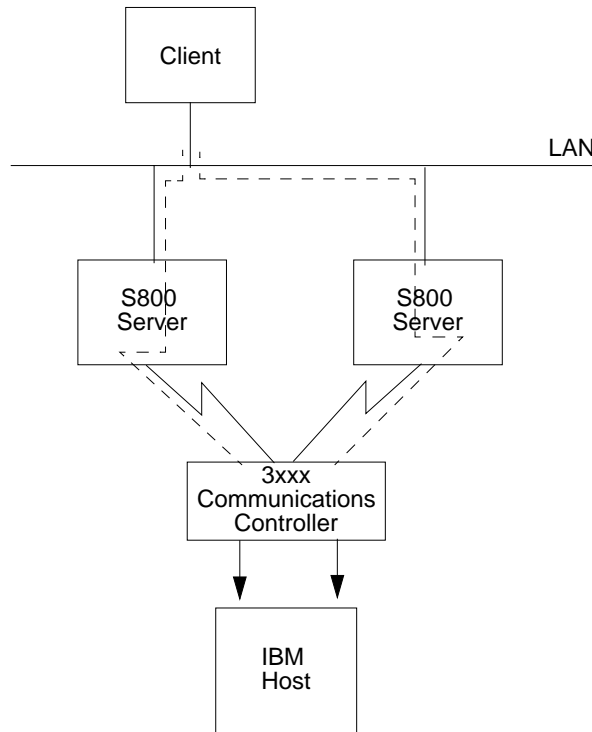 Client
LAN
S800
Server
S800
Server
3xxx
Communications
Controller
IBM
Host